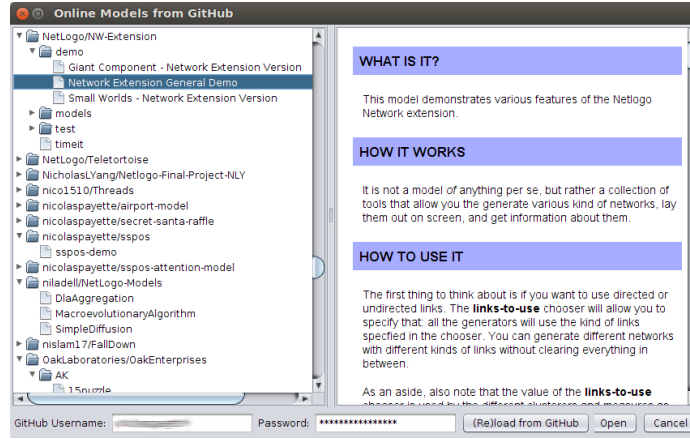 Online Models from GitHub
NetLogo/NW-Extension
demo
Giant Component - Network Extension Version
Network Extension General Demo
Small Worlds - Network Extension Version
models
test
timeit
NetLogo/Teletortoise
NicholasLYang/Netlogo-Final-Project-NLY
nico1510/Threads
nicolaspayette/airport-model
nicolaspayette/secret-santa-raffle
nicolaspayette/sspos
sspos-demo
nicolaspayette/sspos-attention-model
niladell/NetLogo-Models
DlaAggregation
MacroevolutionaryAlgorithm
SimpleDiffusion
nislam17/FallDown
OakLaboratories/OakEnterprises
AK
15puzzle
WHAT IS IT?
This model demonstrates various features of the Netlogo
Network extension.
HOW IT WORKS
It is not a model of anything per se, but rather a collection of
tools that allow you the generate various kind of networks, lay
them out on screen, and get information about them.
HOW TO USE IT
The first thing to think about is if you want to use directed or
undirected links. The links-to-use chooser will allow you to
specify that: all the generators will use the kind of links
specfied in the chooser. You can generate different networks
with different kinds of links without clearing everything in
between.
As an aside, also note that the value of the links-to-use
GitHub Username: Password: **************** (Re)load from GitHub Open Cancel